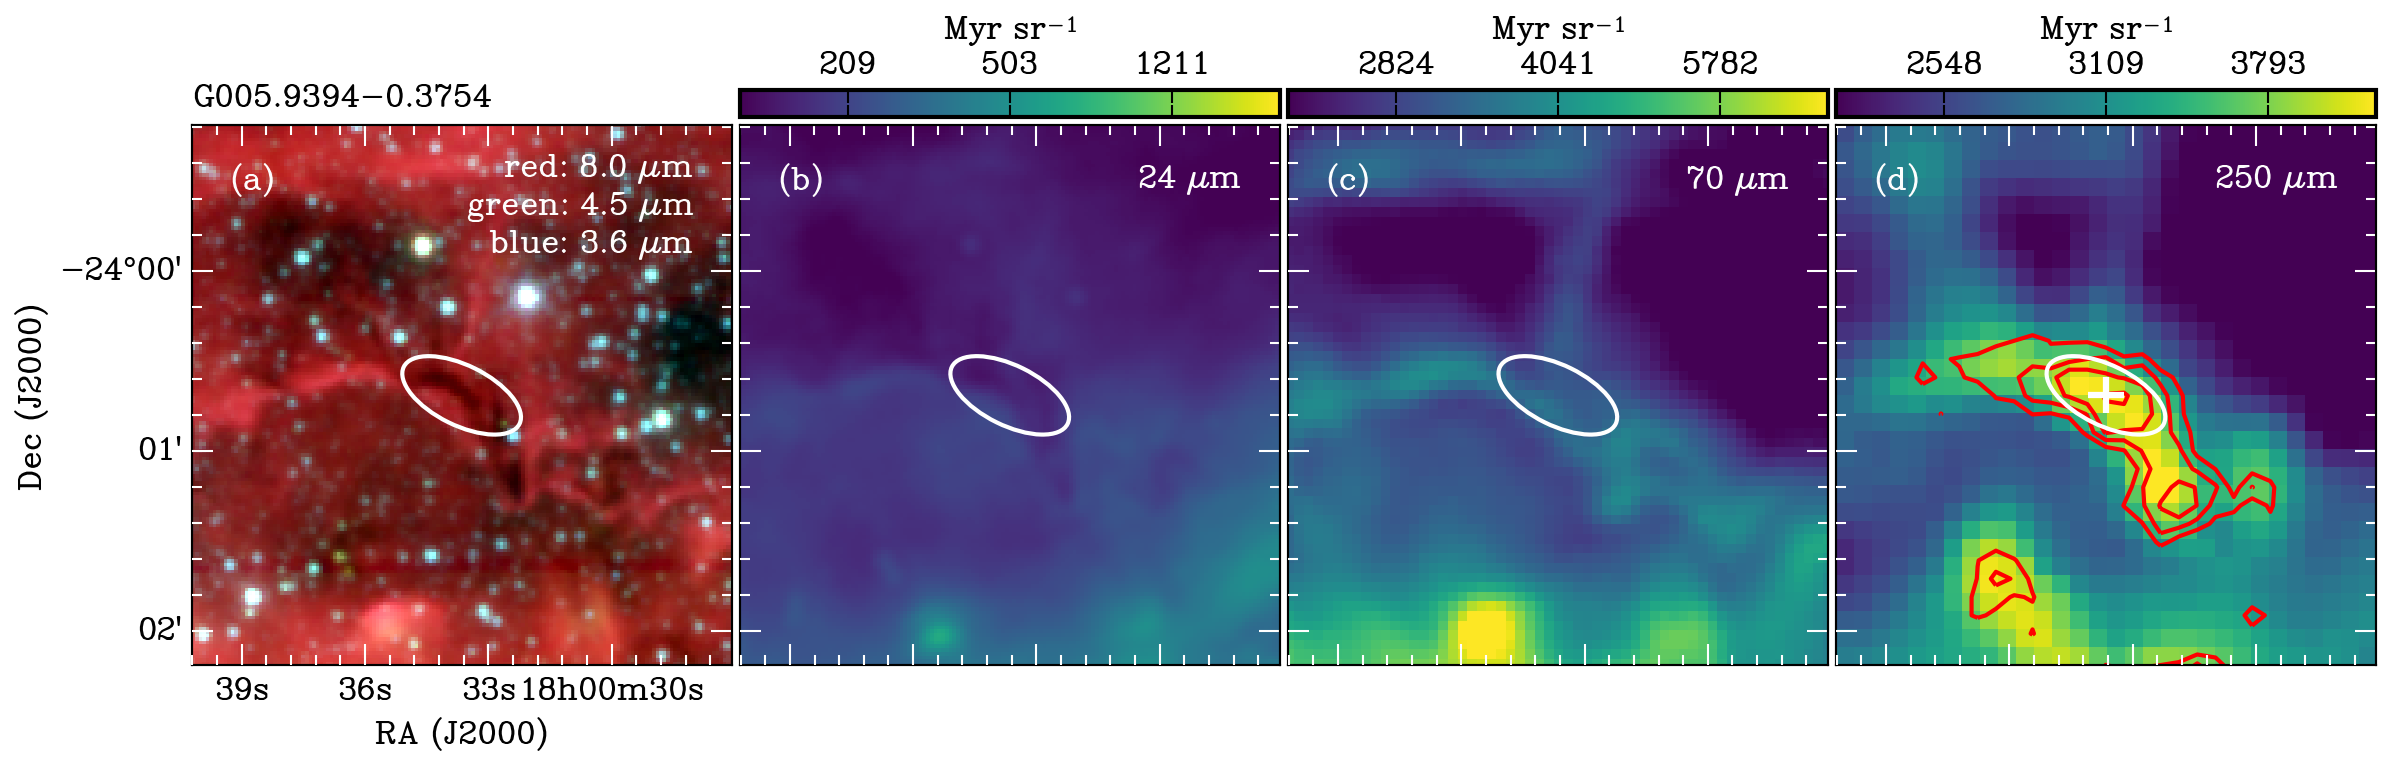 G005.9394−0.3754
(a)
red: 8.0 μm
green: 4.5 μm
blue: 3.6 μm
Dec (J2000)
−24°00'
01'
02'
39s 36s 33s 18h00m30s
RA (J2000)
Myr sr⁻¹
209 503 1211
(b) 24 μm
Myr sr⁻¹
2824 4041 5782
(c) 70 μm
Myr sr⁻¹
2548 3109 3793
(d) 250 μm